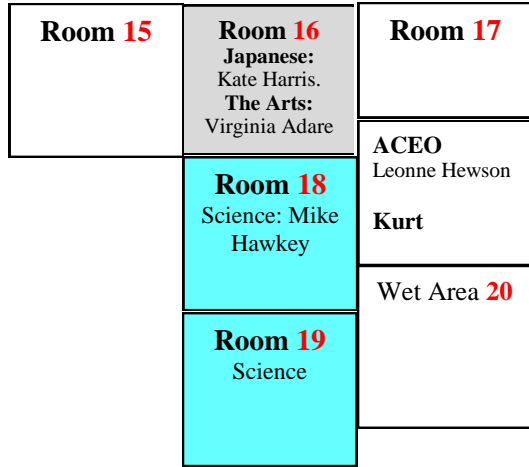 Room 15
Room 16
Japanese:
Kate Harris.
The Arts:
Virginia Adare
Room 17
ACEO
Leonne Hewson
Kurt
Room 18
Science: Mike
Hawkey
Wet Area 20
Room 19
Science